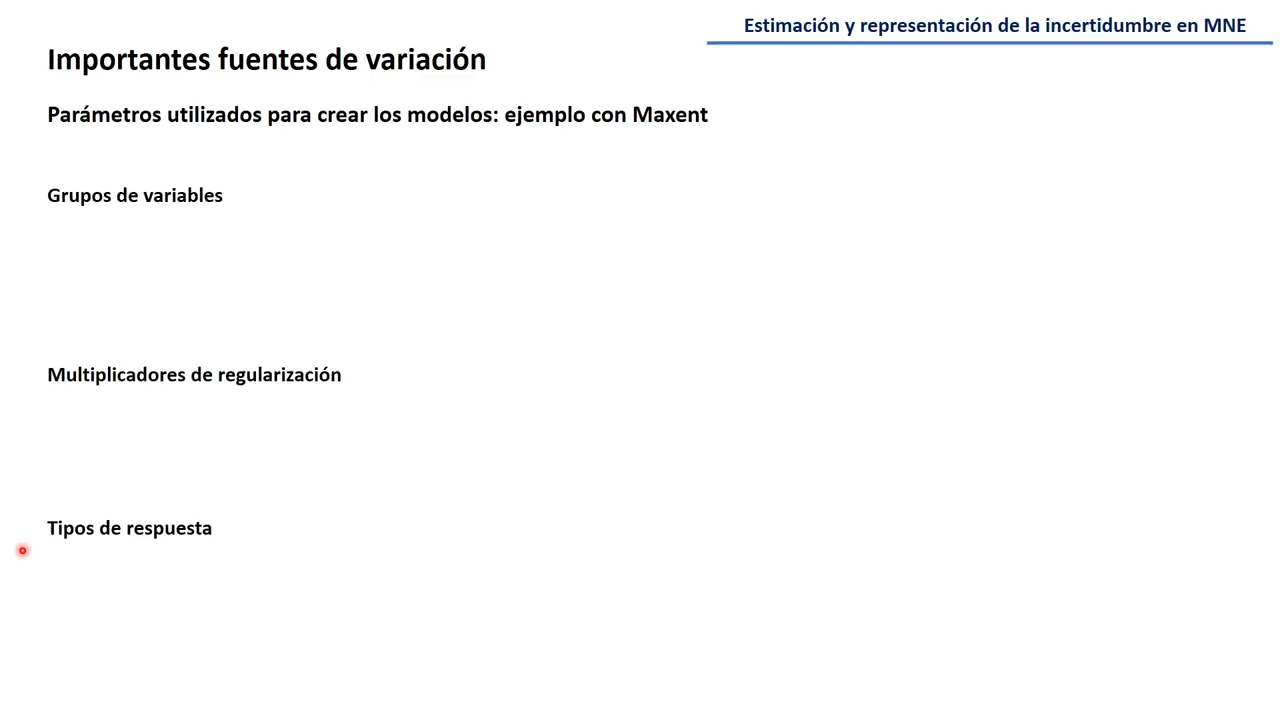 Estimación y representación de la incertidumbre en MNE
Importantes fuentes de variación
Parámetros utilizados para crear los modelos: ejemplo con Maxent
Grupos de variables
Multiplicadores de regularización
Tipos de respuesta